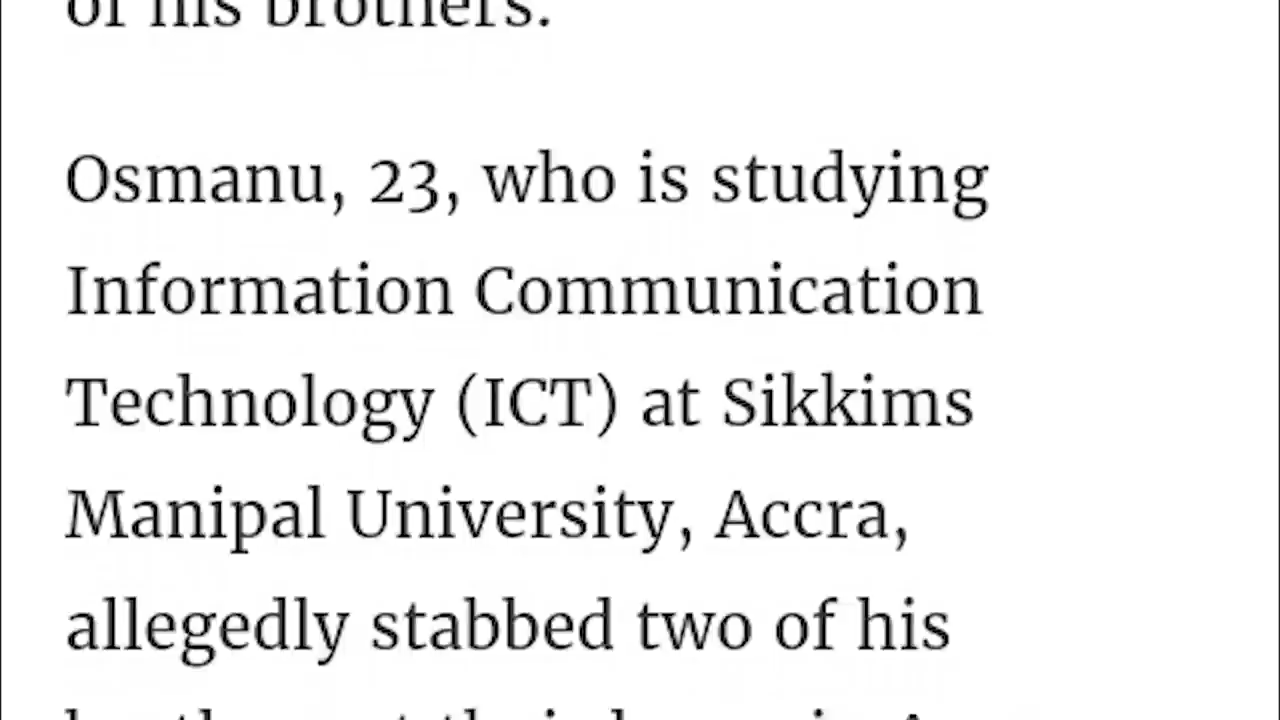 of his brothers.
Osmanu, 23, who is studying
Information Communication
Technology (ICT) at Sikkims
Manipal University, Accra,
allegedly stabbed two of his